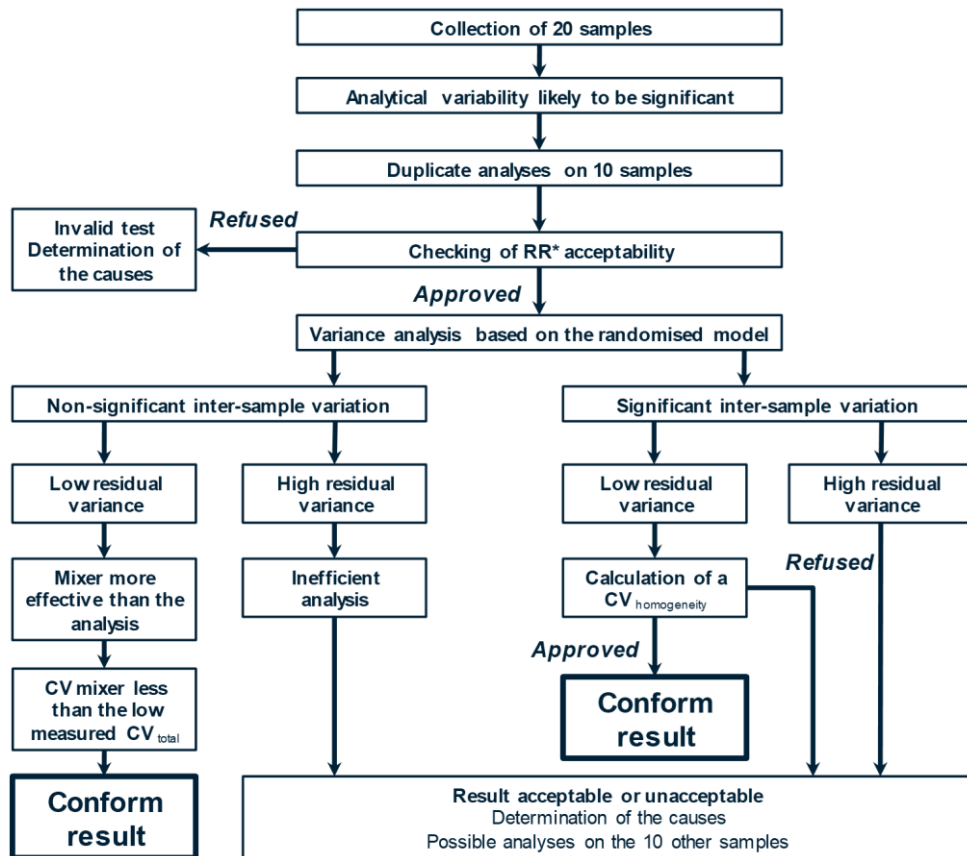 Collection of 20 samples
Analytical variability likely to be significant
Duplicate analyses on 10 samples
Refused
Invalid test
Determination of
the causes
Checking of RR* acceptability
Approved
Variance analysis based on the randomised model
Non-significant inter-sample variation
Significant inter-sample variation
Low residual
variance
High residual
variance
Low residual
variance
High residual
variance
Mixer more
effective than the
analysis
Inefficient
analysis
Calculation of a
CV homogeneity
Refused
Approved
CV mixer less
than the low
measured CV total
Conform
result
Conform
result
Result acceptable or unacceptable
Determination of the causes
Possible analyses on the 10 other samples